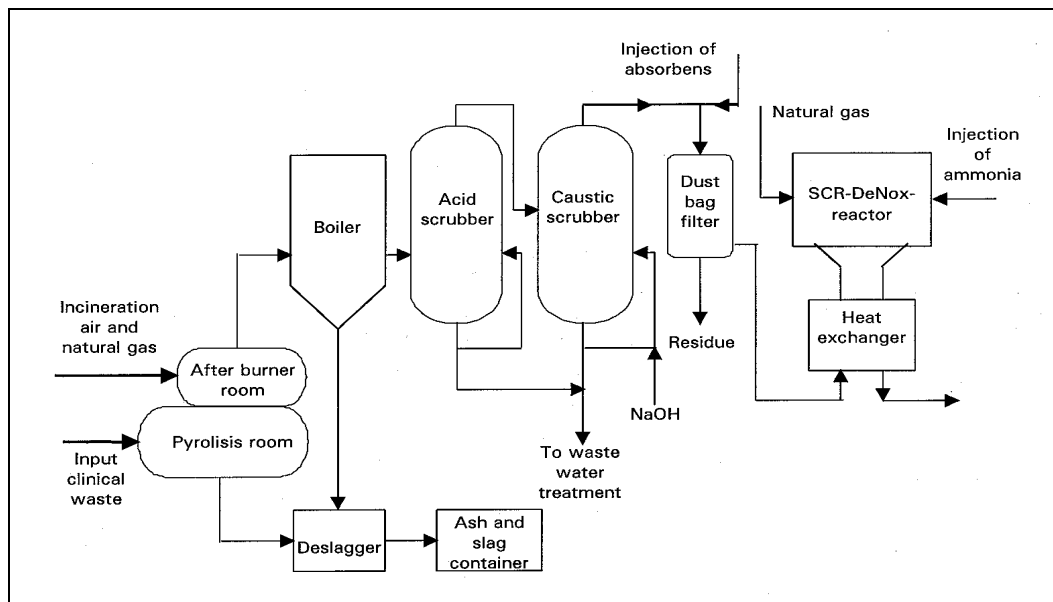 Injection of
absorbens
Natural gas
Injection
of
ammonia
SCR-DeNox-
reactor
Dust
bag
filter
Acid
scrubber
Caustic
scrubber
Boiler
Incineration
air and
natural gas
Heat
exchanger
Residue
After burner
room
NaOH
Pyrolisis room
Input
clinical
waste
To waste
water
treatment
Deslagger
Ash and
slag
container